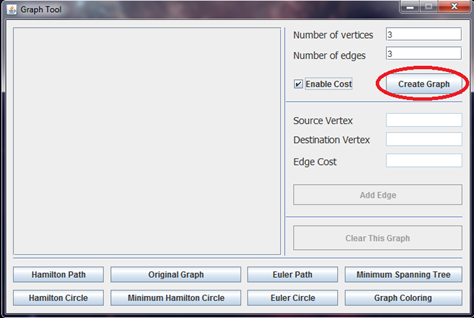 Graph Tool
Number of vertices 3
Number of edges 3
Enable Cost Create Graph
Source Vertex
Destination Vertex
Edge Cost
Add Edge
Clear This Graph
Hamilton Path Original Graph Euler Path Minimum Spanning Tree
Hamilton Circle Minimum Hamilton Circle Euler Circle Graph Coloring